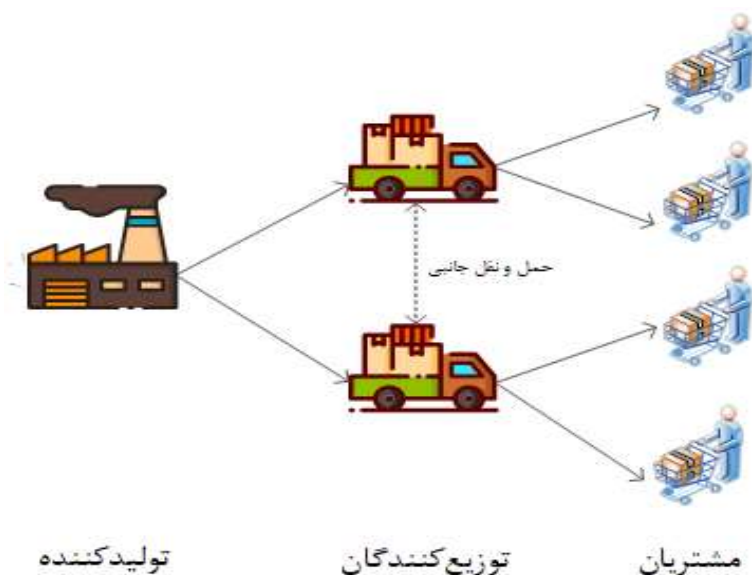 حمل و نقل جانبی
مشتریان
توزیع‌کنندگان
تولیدکننده